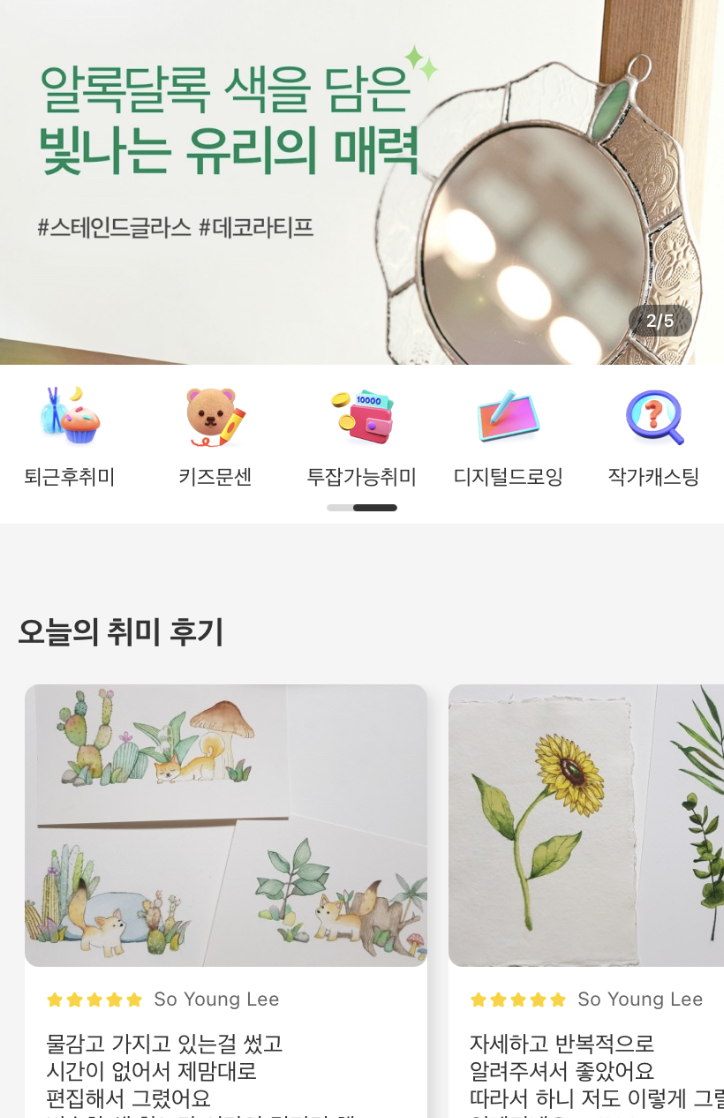 알록달록 색을 담은
빛나는 유리의 매력
#스테인드글라스 #데코라티프
2/5
10000
퇴근후취미 키즈문센 투잡가능취미 디지털드로잉 작가캐스팅
오늘의 취미 후기
So Young Lee
물감고 가지고 있는걸 썼고
시간이 없어서 제맘대로
편집해서 그렸어요
So Young Lee
자세하고 반복적으로
알려주셔서 좋았어요
따라서 하니 저도 이렇게